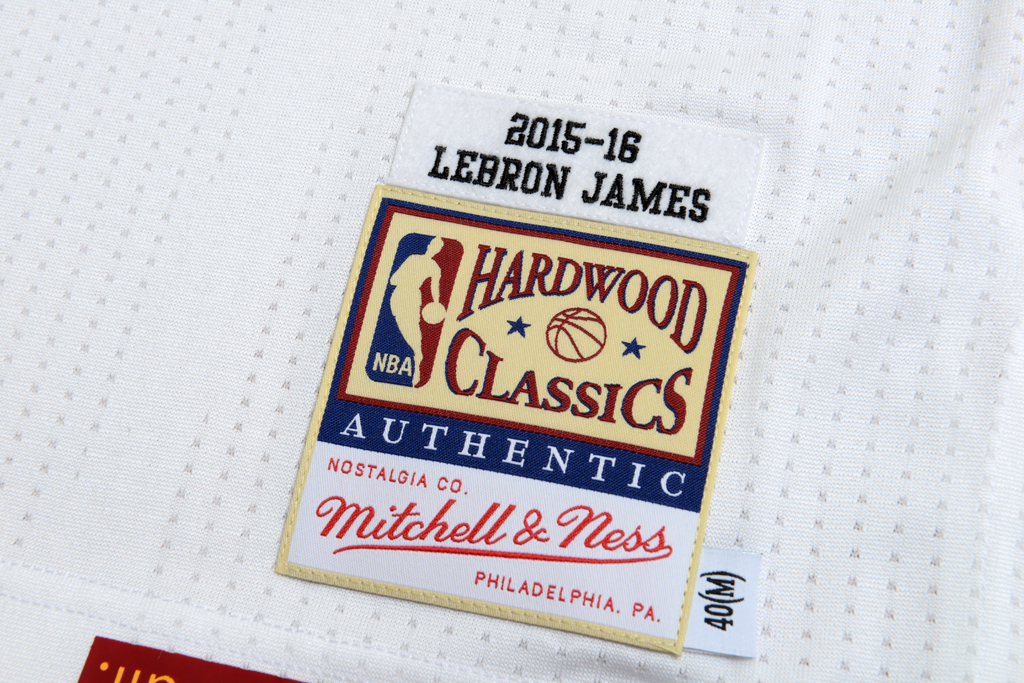 2015-16
LEBRON JAMES
NBA
HARDWOOD
CLASSICS
AUTHENTIC
NOSTALGIA CO.
Mitchell & Ness
PHILADELPHIA. PA.
40(M)